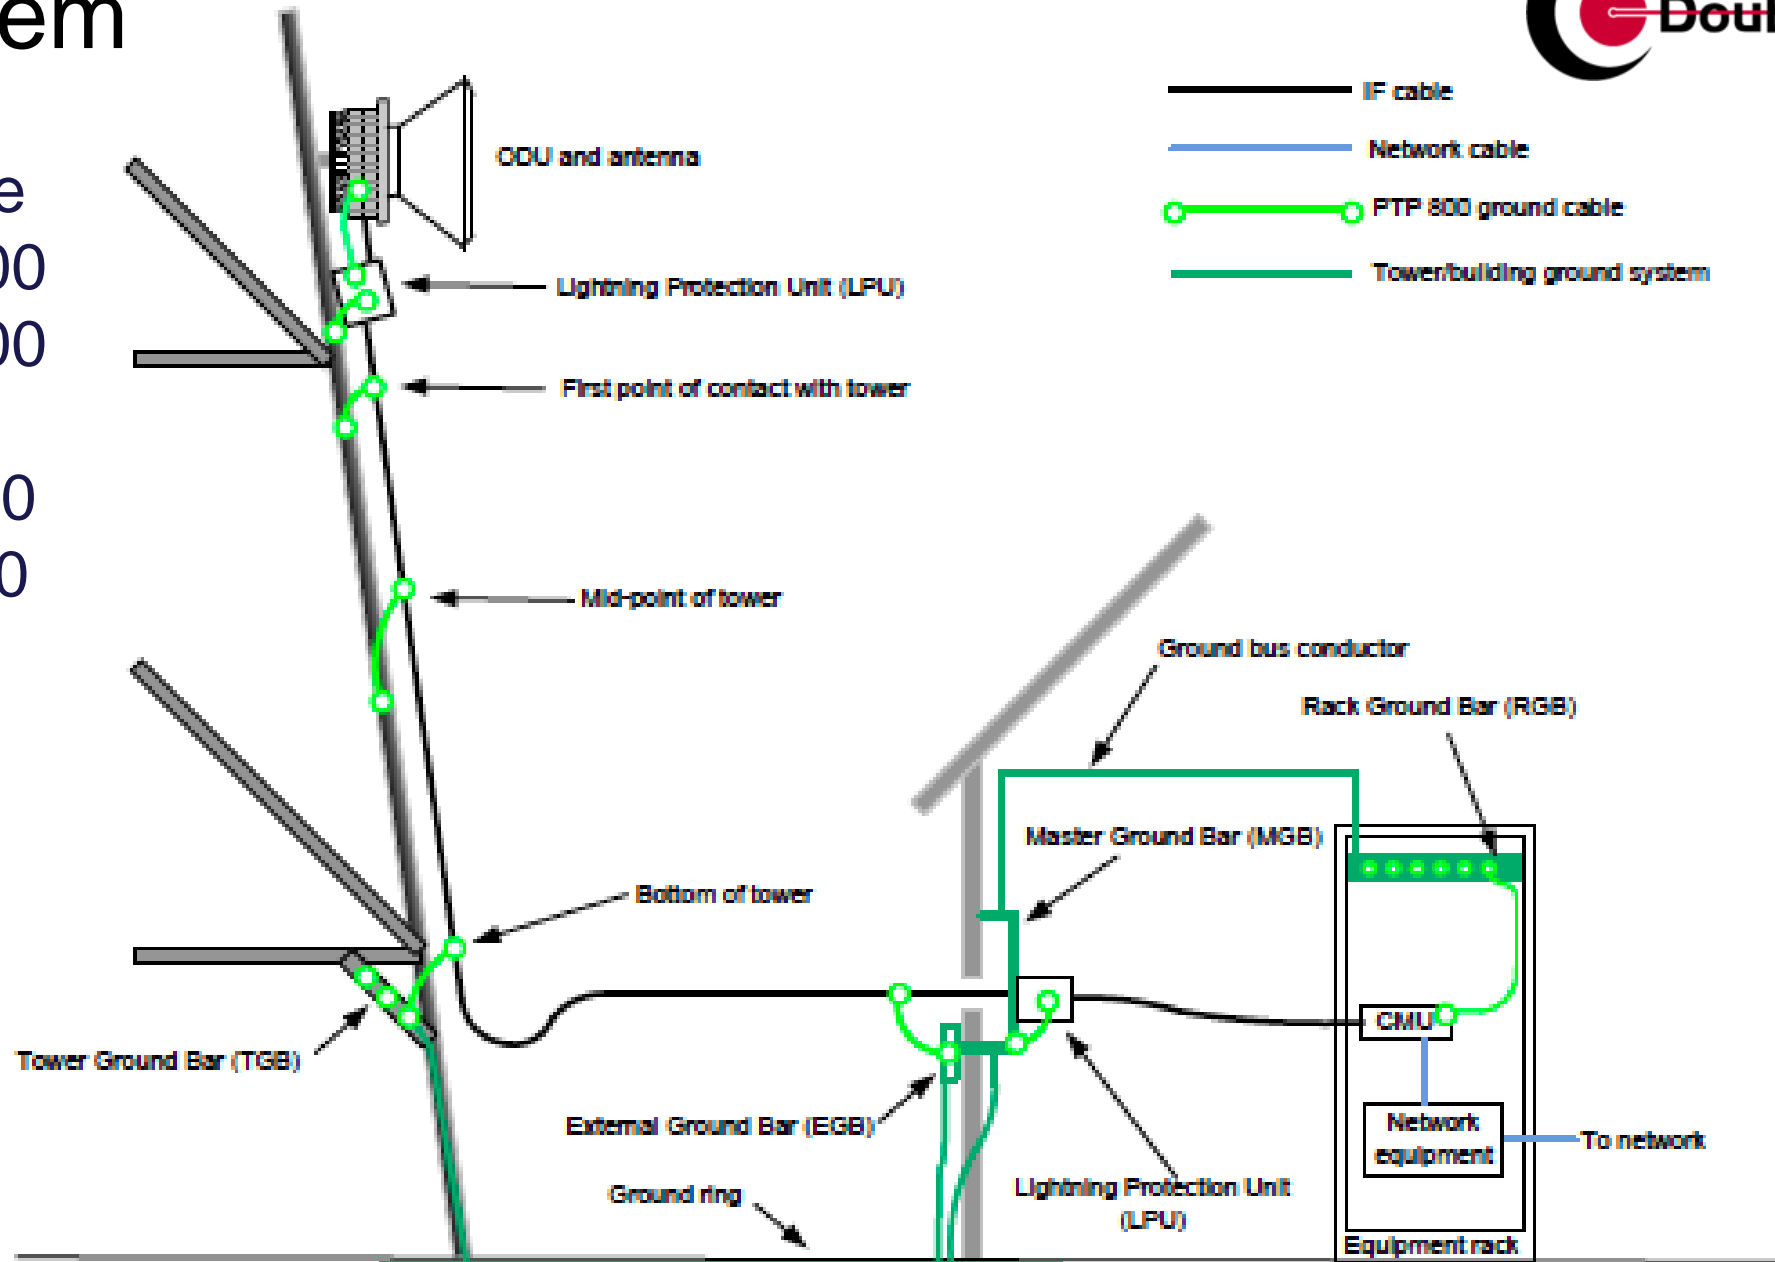 em
Doub
e
00
00
0
0
IF cable
Network cable
PTP 800 ground cable
Tower/building ground system
ODU and antenna
Lightning Protection Unit (LPU)
First point of contact with tower
Mid-point of tower
Ground bus conductor
Rack Ground Bar (RGB)
Master Ground Bar (MGB)
Bottom of tower
CMU
Tower Ground Bar (TGB)
External Ground Bar (EGB)
Network
equipment
To network
Ground ring
Lightning Protection Unit
(LPU)
Equipment rack